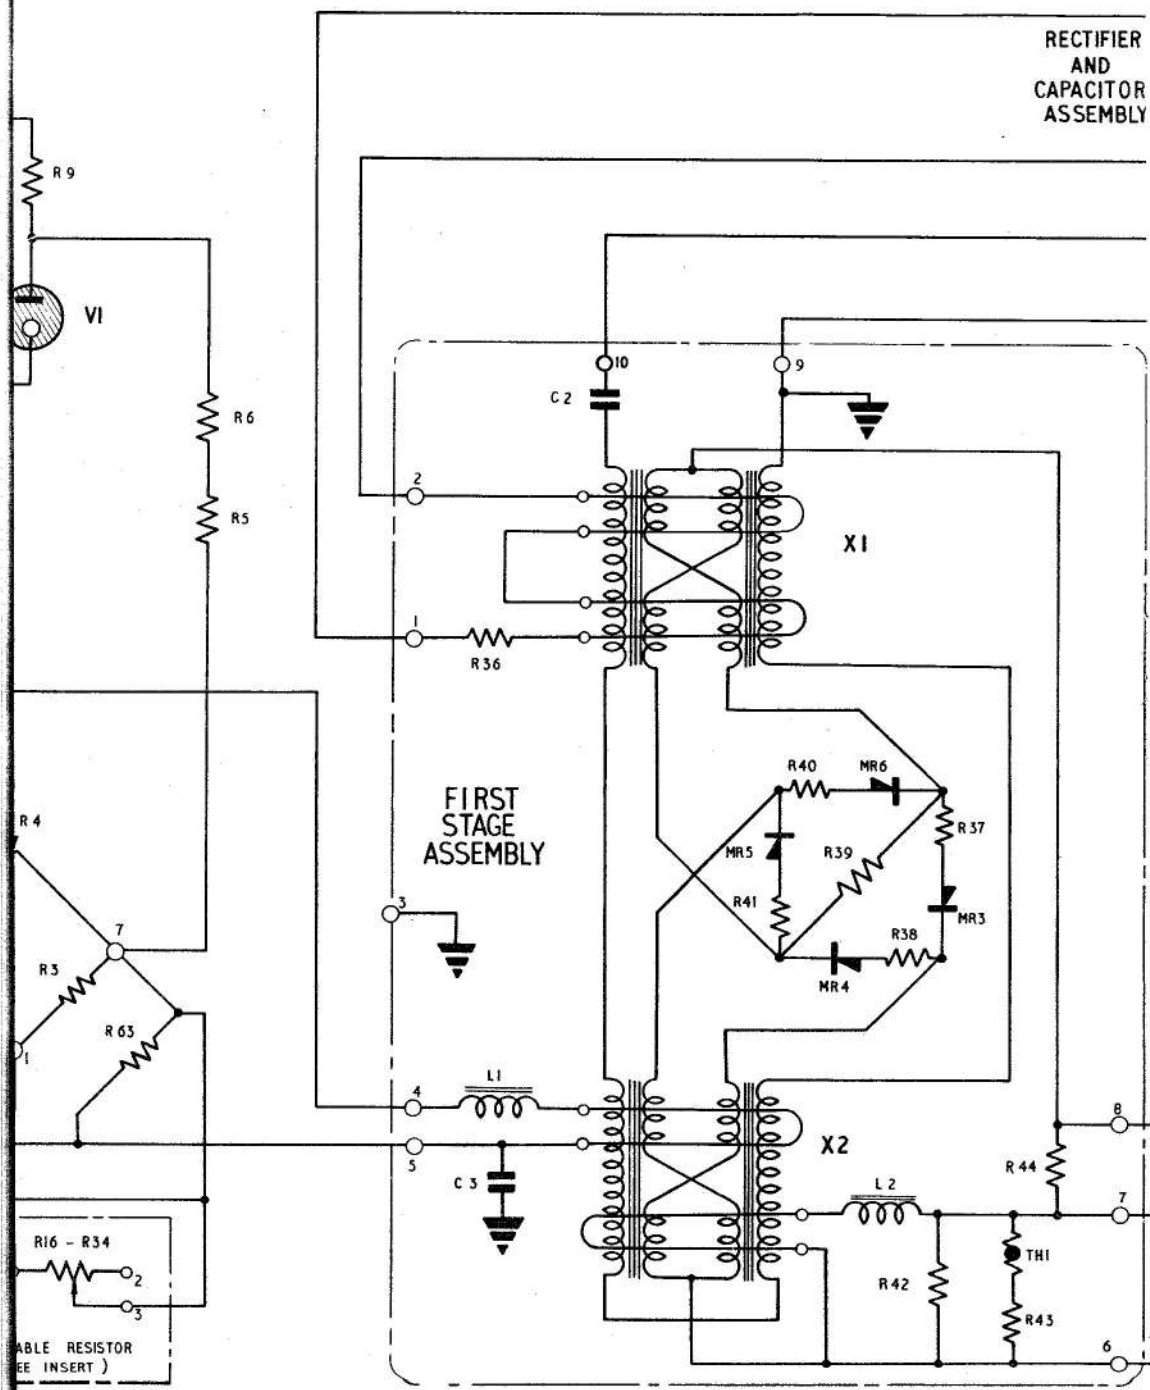 RECTIFIER
AND
CAPACITOR
ASSEMBLY
R9
V1
10
9
C2
R6
2
R5
X1
1
R36
R40
MR6
FIRST
STAGE
ASSEMBLY
R4
R37
MR5
R39
R41
MR3
3
R38
7
R3
MR4
R63
1
L1
4
8
5
X2
C3
R44
L2
7
R16 - R34
2
TH1
R42
3
R43
ABLE RESISTOR
EE INSERT )
6